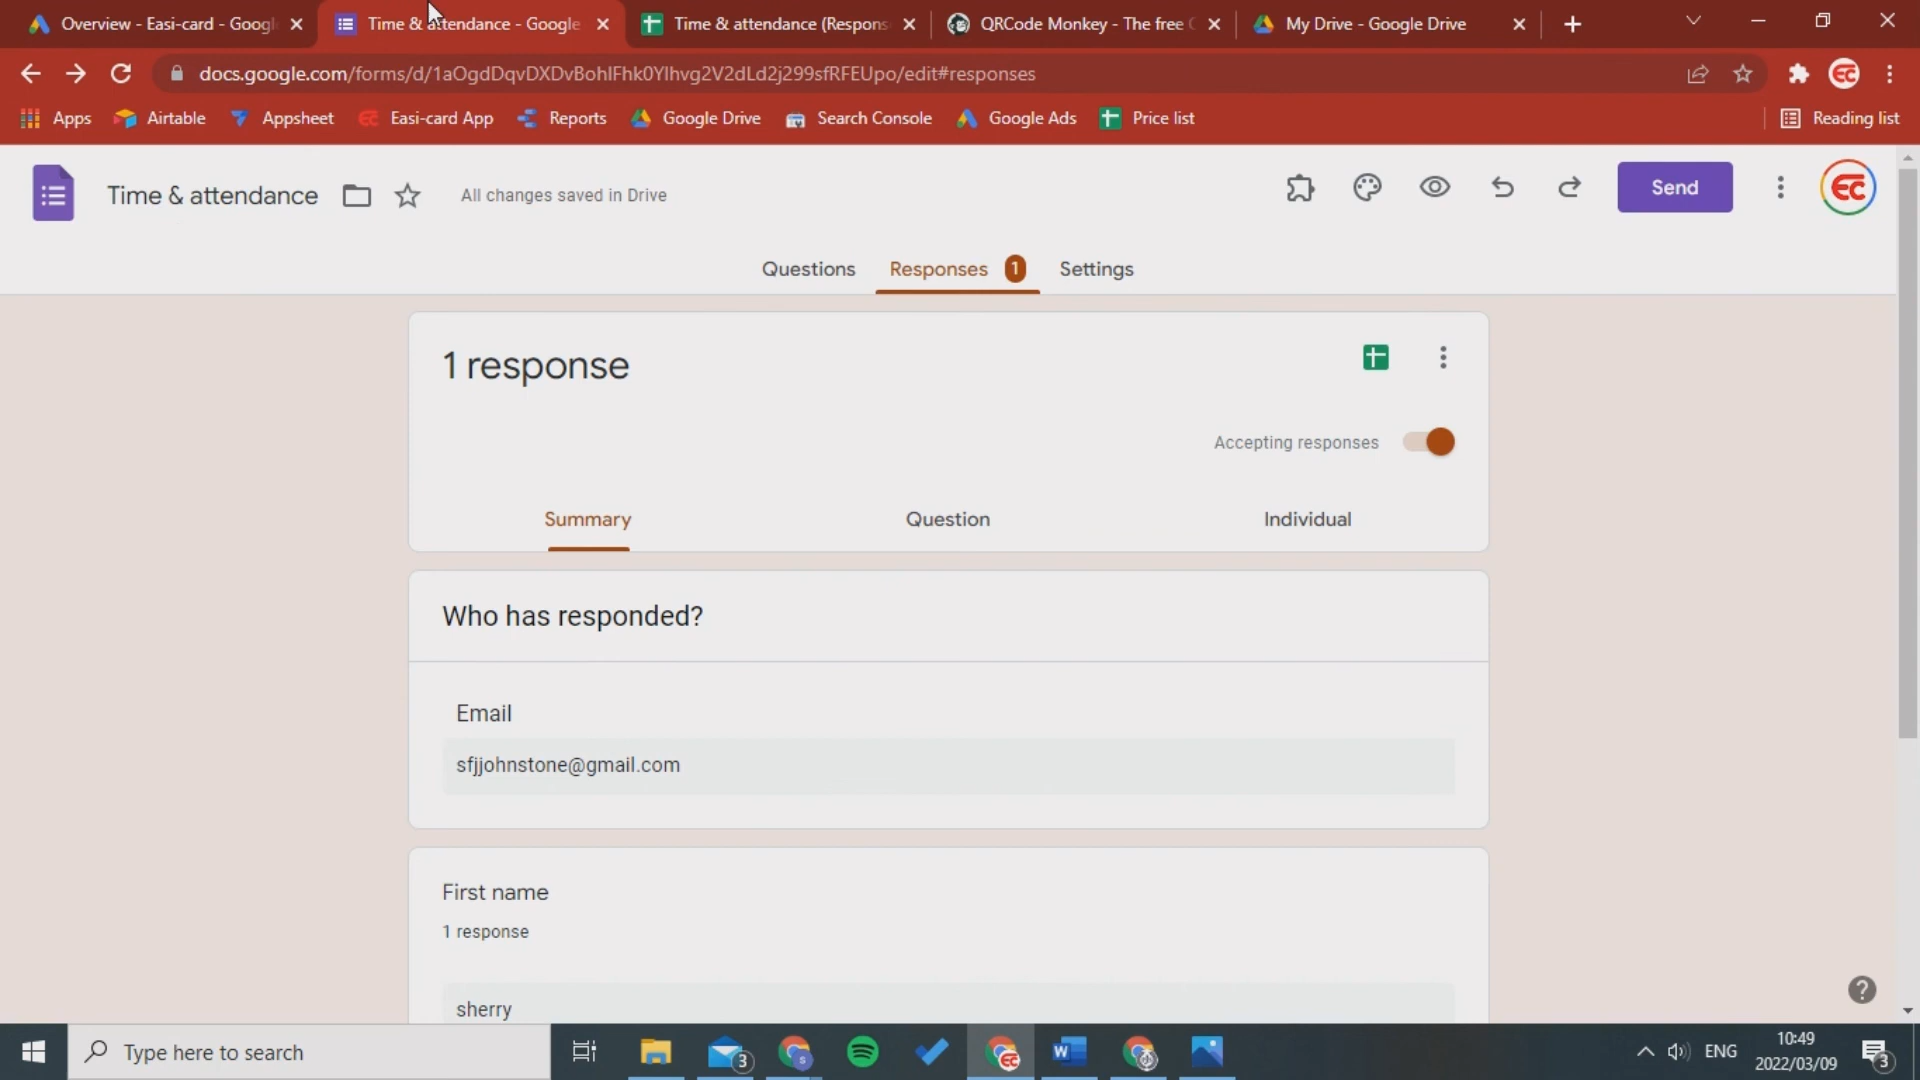 Overview - Easi-card - Googl
Time & attendance - Google
Time & attendance (Respons
QRCode Monkey - The free
My Drive - Google Drive
docs.google.com/forms/d/1aOgdDqvDXDvBohlFhk0Ylhvg2V2dLd2j299sfRFEUpo/edit#responses
Apps
Airtable
Appsheet
Easi-card App
Reports
Google Drive
Search Console
Google Ads
Price list
Reading list
Time & attendance
All changes saved in Drive
Send
EC
Questions
Responses 1
Settings
1 response
Accepting responses
Summary
Question
Individual
Who has responded?
Email
sfjjohnstone@gmail.com
First name
1 response
sherry
Type here to search
3
ENG
10:49
2022/03/09
3